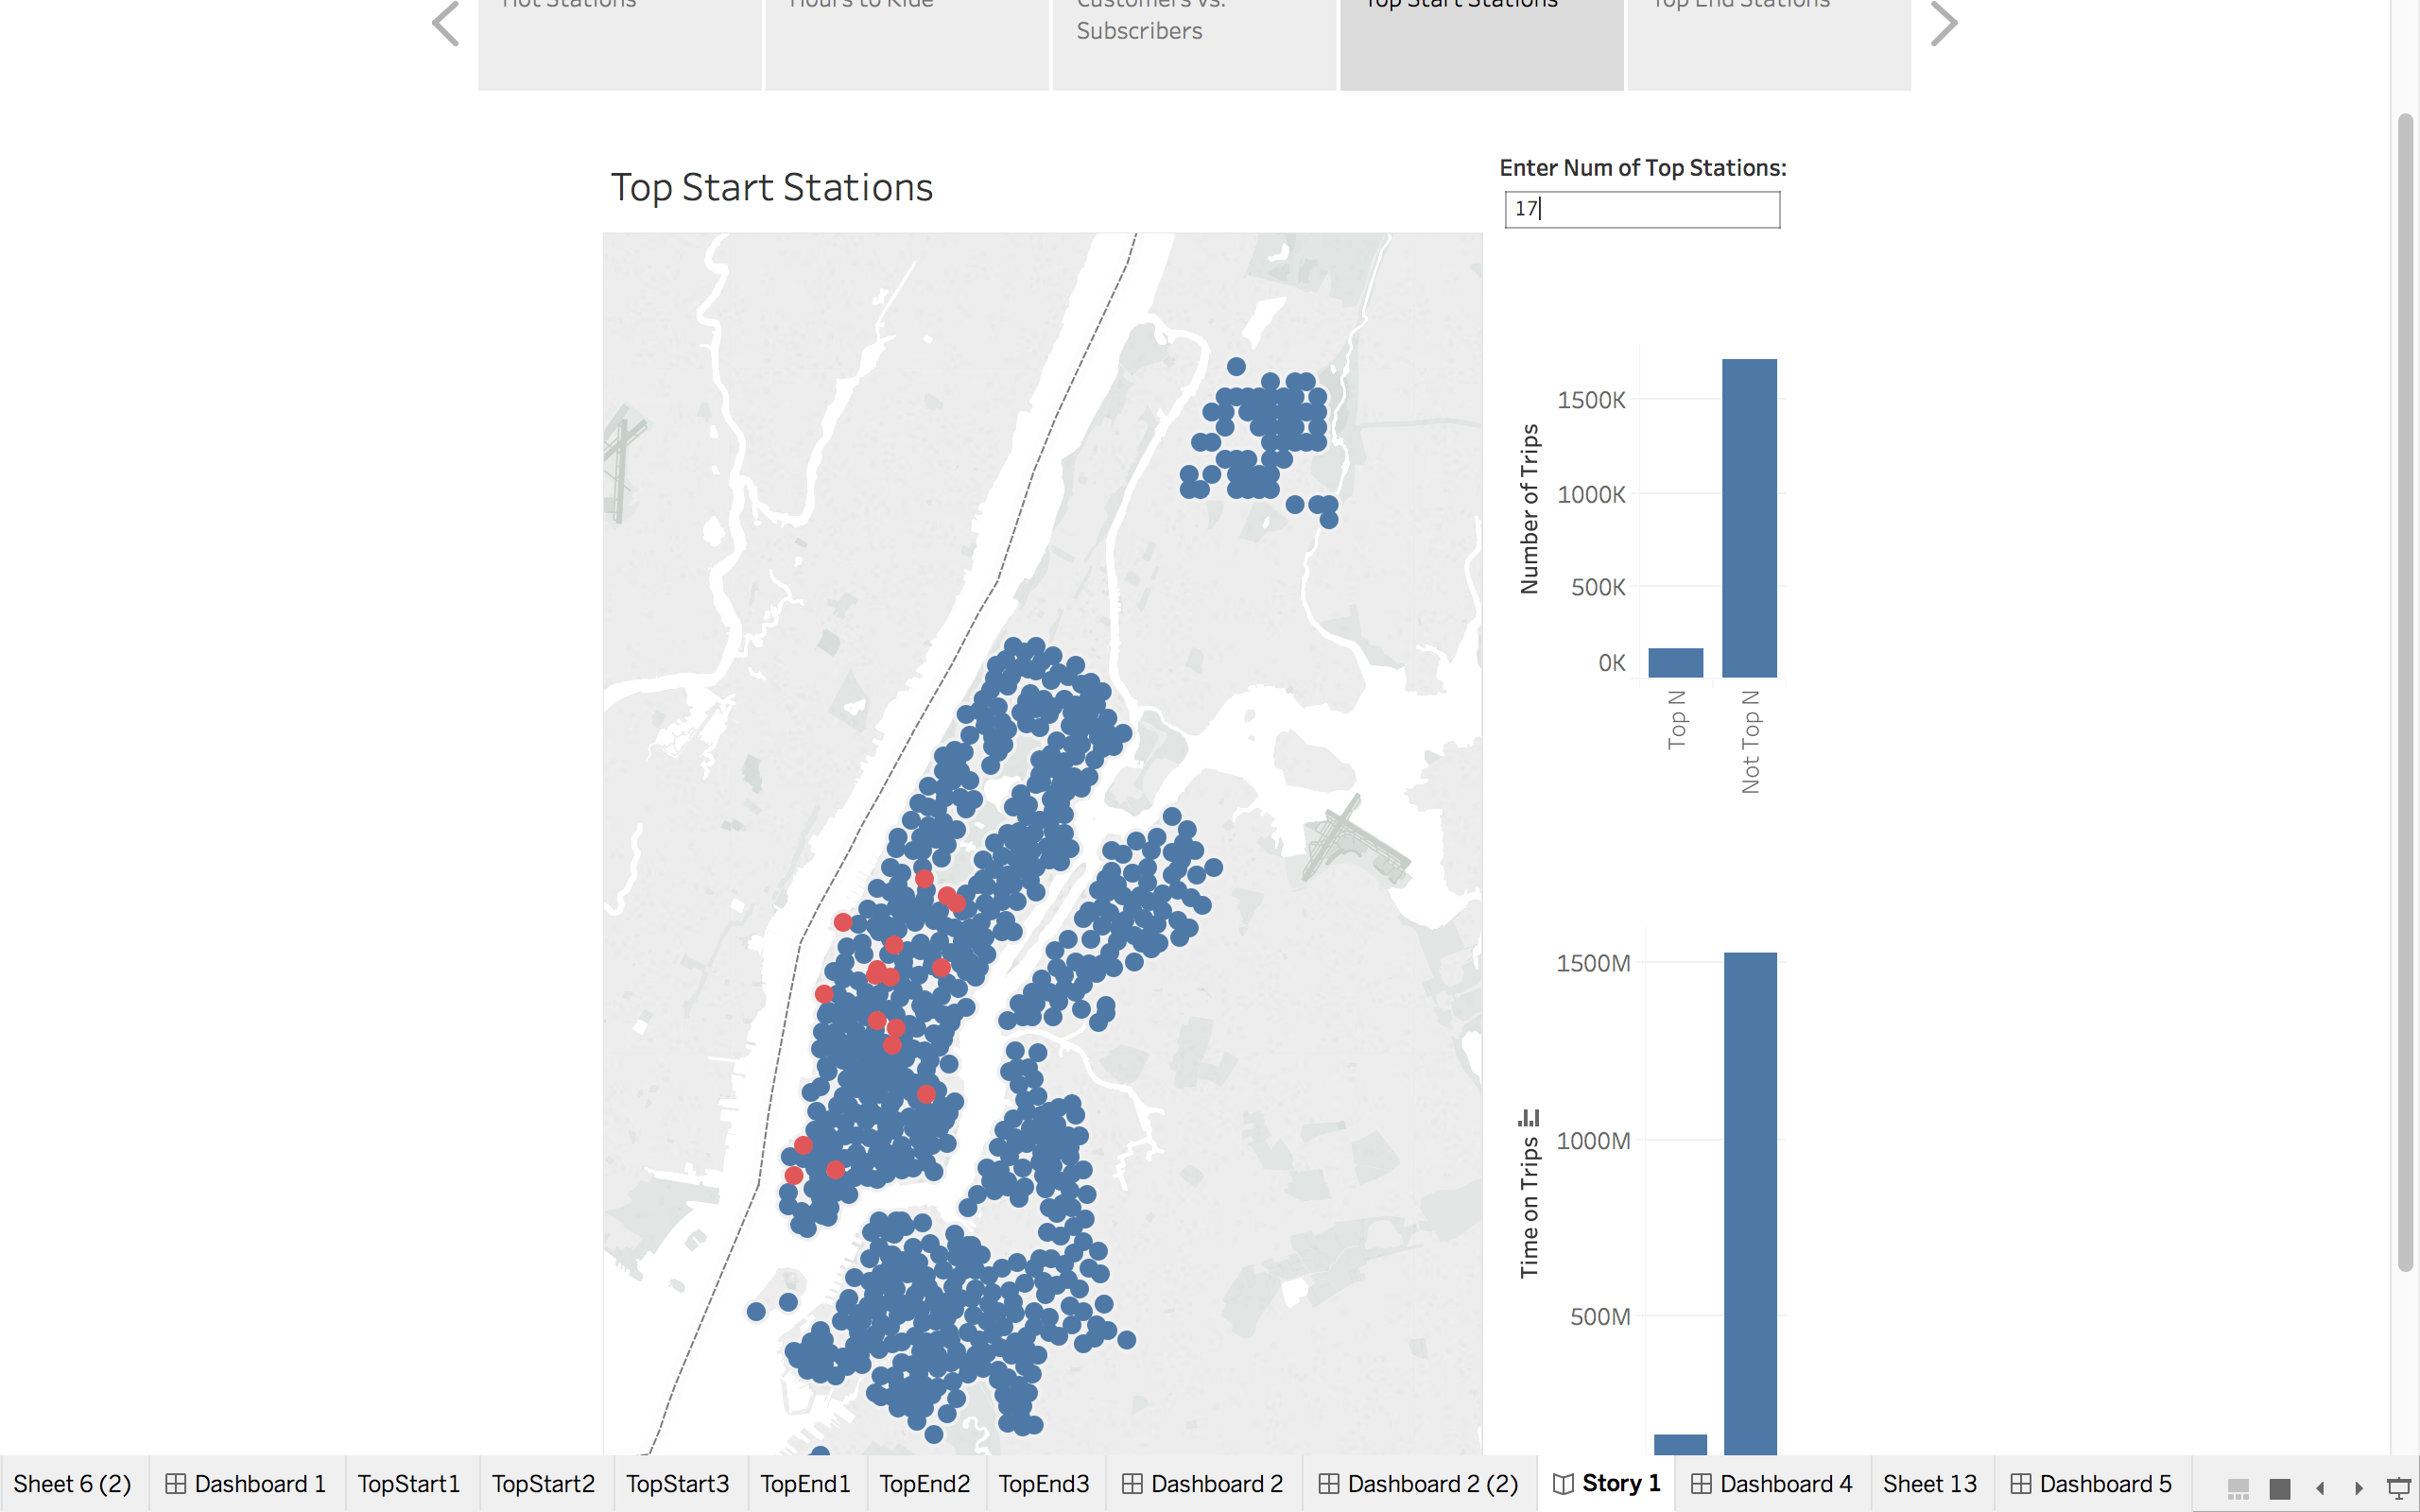 Hot Stations
Hours to Ride
Customers vs.
Subscribers
Top Start Stations
Top End Stations
Top Start Stations
Enter Num of Top Stations:
17
Number of Trips
1500K
1000K
500K
0K
Top N
Not Top N
Time on Trips
1500M
1000M
500M
Sheet 6 (2)
Dashboard 1
TopStart1
TopStart2
TopStart3
TopEnd1
TopEnd2
TopEnd3
Dashboard 2
Dashboard 2 (2)
Story 1
Dashboard 4
Sheet 13
Dashboard 5